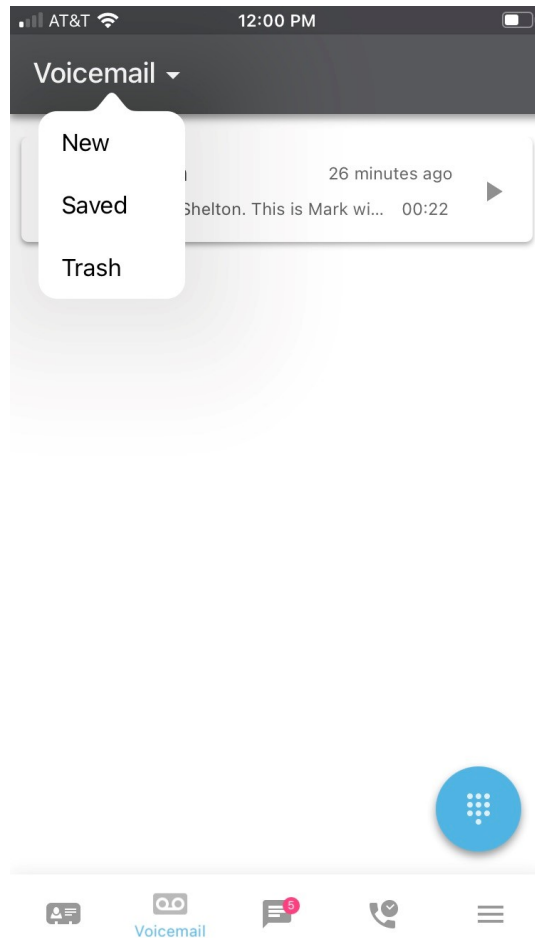 AT&T 12:00 PM
Voicemail
New
26 minutes ago
Saved
Shelton. This is Mark wi... 00:22
Trash
5
Voicemail